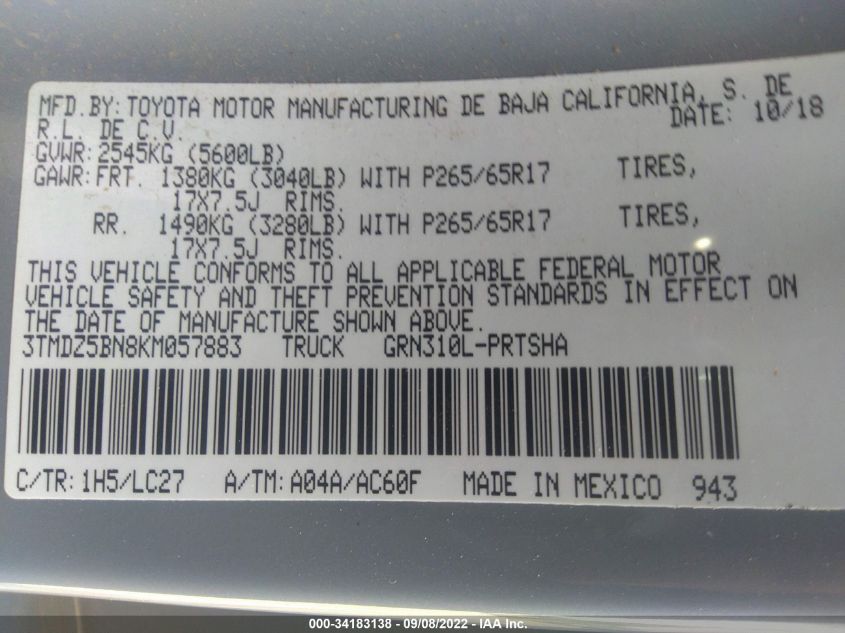 MFD.BY: TOYOTA MOTOR MANUFACTURING DE BAJA CALIFORNIA, S. DE
R.L. DE C.V. DATE: 10/18
GVWR: 2545KG (5600LB)
GAWR: FRT. 1380KG (3040LB) WITH P265/65R17 TIRES,
17X7.5J RIMS.
RR. 1490KG (3280LB) WITH P265/65R17 TIRES,
17X7.5J RIMS.
THIS VEHICLE CONFORMS TO ALL APPLICABLE FEDERAL MOTOR
VEHICLE SAFETY AND THEFT PREVENTION STANDARDS IN EFFECT ON
THE DATE OF MANUFACTURE SHOWN ABOVE.
3TMDZ5BN8KM057883 TRUCK GRN310L-PRTSHA
C/TR: 1H5/LC27 A/TM: A04A/AC60F MADE IN MEXICO 943
000-34183138 - 09/08/2022 - IAA Inc.